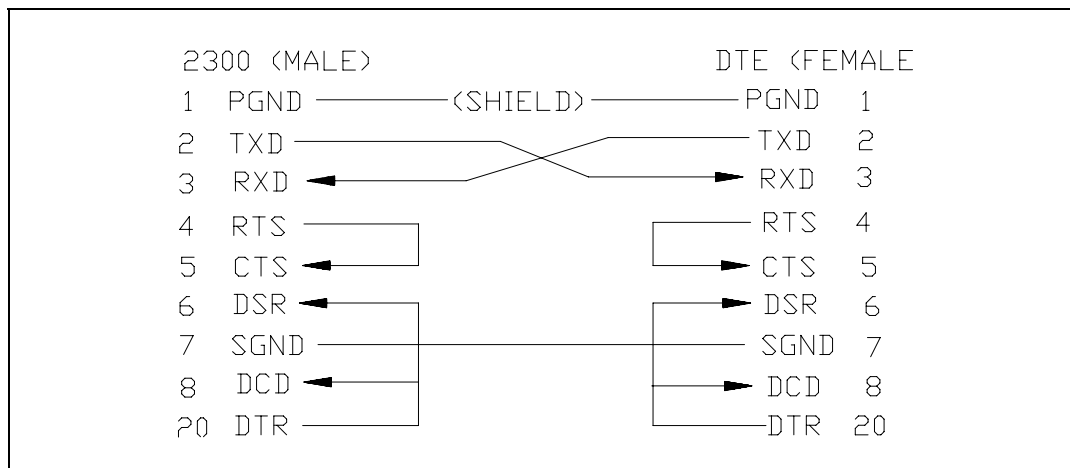 2300 (MALE) DTE (FEMALE
1 PGND (SHIELD) PGND 1
2 TXD TXD 2
3 RXD RXD 3
4 RTS RTS 4
5 CTS CTS 5
6 DSR DSR 6
7 SGND SGND 7
8 DCD DCD 8
20 DTR DTR 20